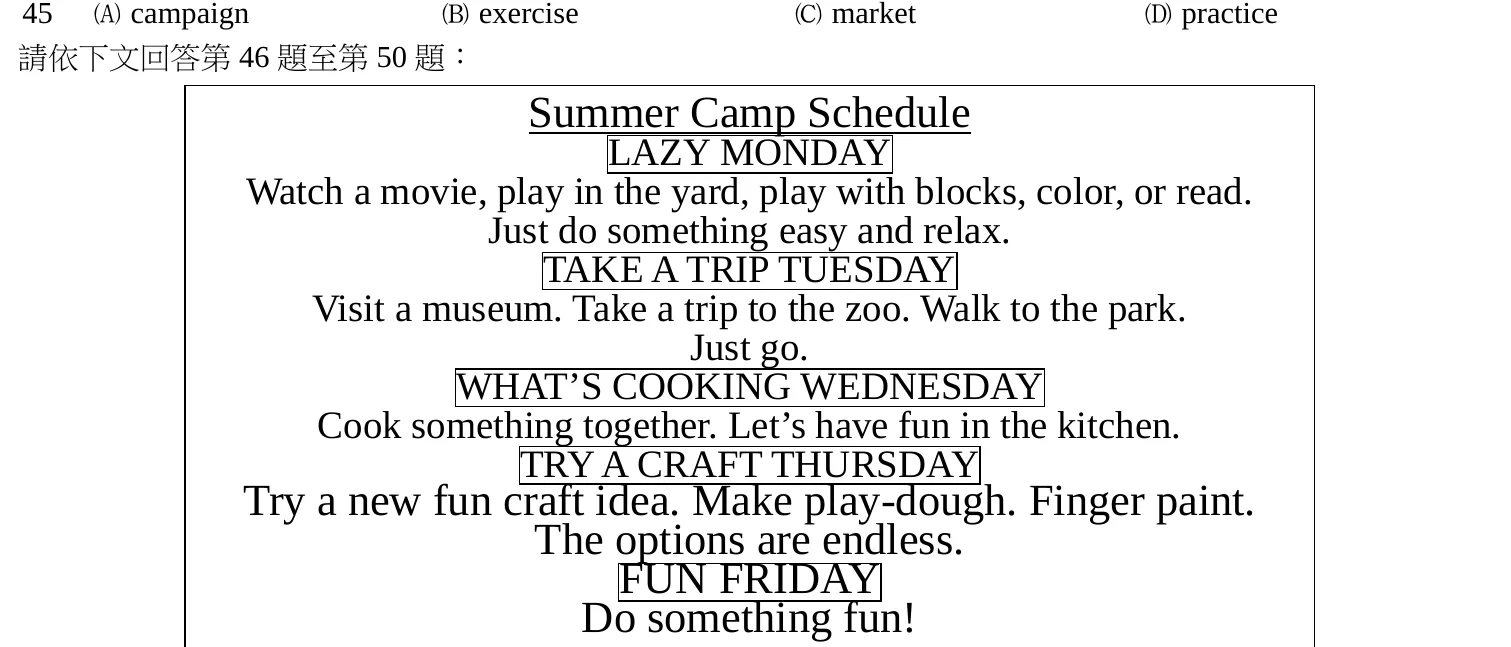 45 (A) campaign (B) exercise (C) market (D) practice
請依下文回答第 46 題至第 50 題：
Summer Camp Schedule
LAZY MONDAY
Watch a movie, play in the yard, play with blocks, color, or read.
Just do something easy and relax.
TAKE A TRIP TUESDAY
Visit a museum. Take a trip to the zoo. Walk to the park.
Just go.
WHAT’S COOKING WEDNESDAY
Cook something together. Let’s have fun in the kitchen.
TRY A CRAFT THURSDAY
Try a new fun craft idea. Make play-dough. Finger paint.
The options are endless.
FUN FRIDAY
Do something fun!